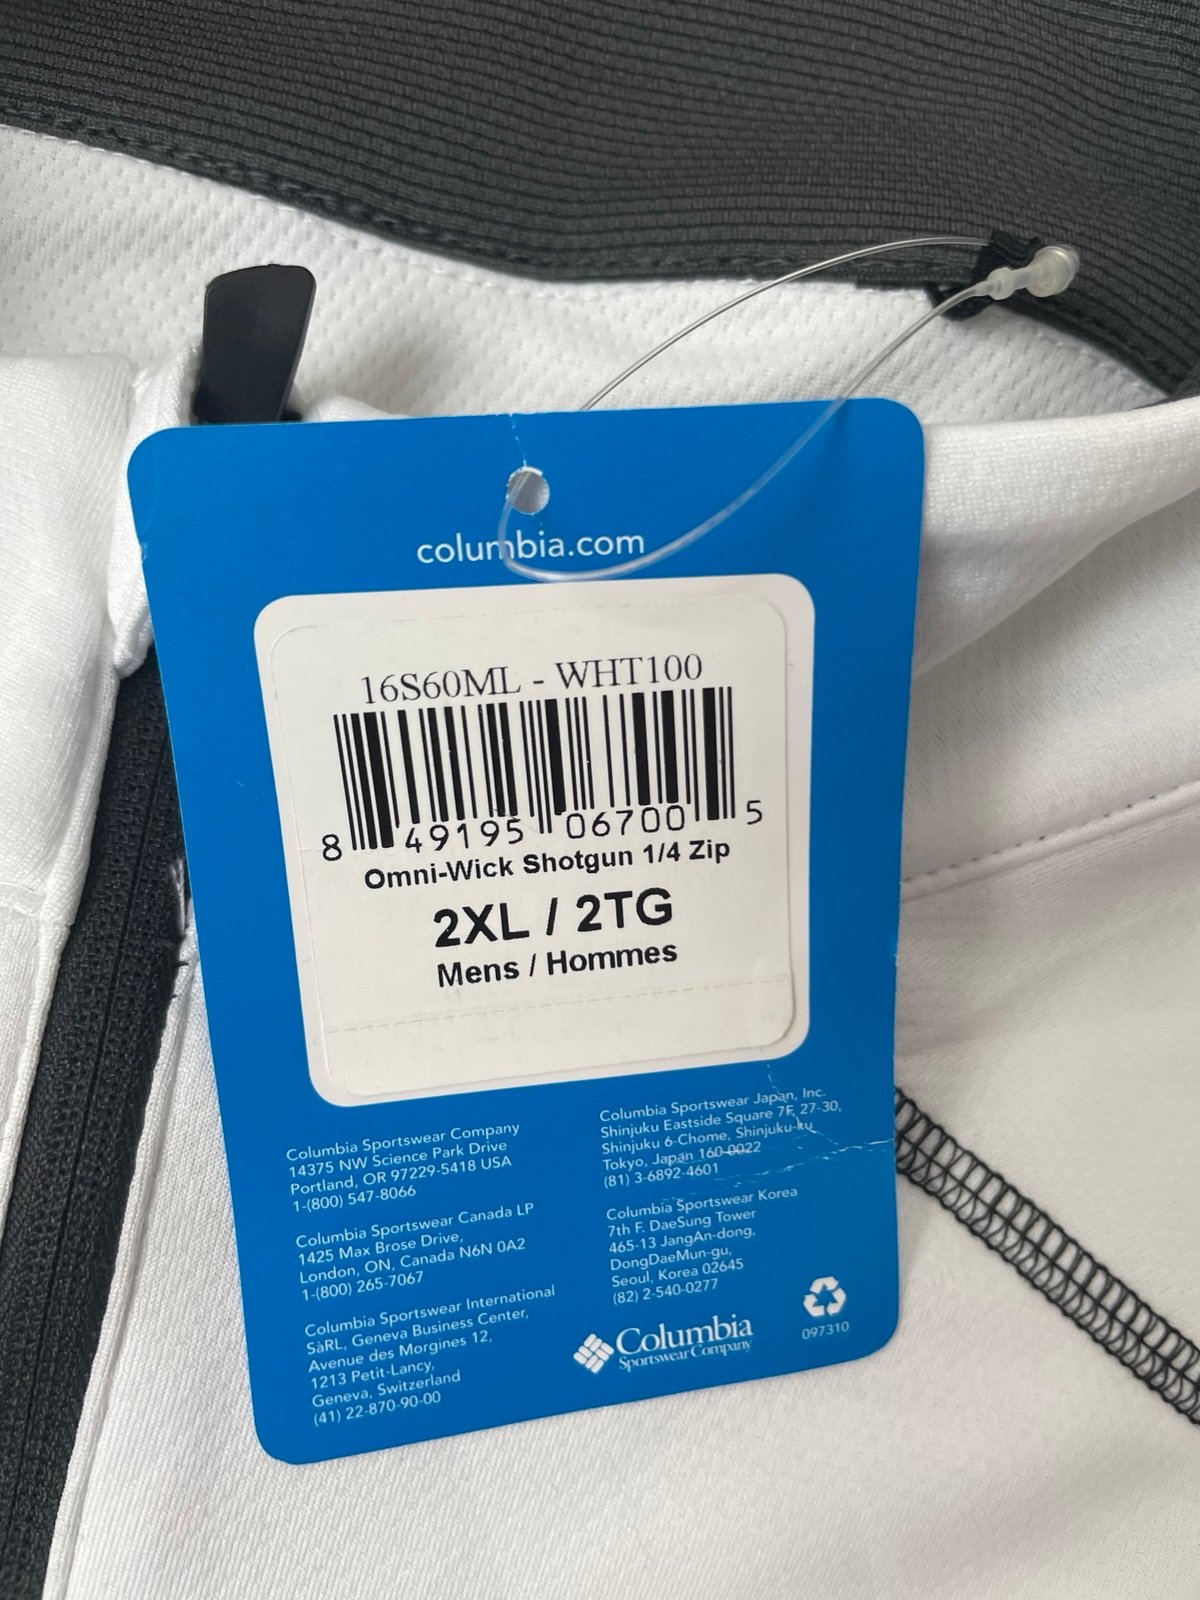 columbia.com
16S60ML - WHT100
8 49195 06700 5
Omni-Wick Shotgun 1/4 Zip
2XL / 2TG
Mens / Hommes
Columbia Sportswear Company
14375 NW Science Park Drive
Portland, OR 97229-5418 USA
1-(800) 547-8066
Columbia Sportswear Canada LP
1425 Max Brose Drive,
London, ON, Canada N6N 0A2
1-(800) 265-7067
Columbia Sportswear International
SàRL, Geneva Business Center,
Avenue des Morgines 12,
1213 Petit-Lancy,
Geneva, Switzerland
(41) 22-870-90-00
Columbia Sportswear Japan, Inc.
Shinjuku Eastside Square 7F, 27-30,
Shinjuku 6-Chome, Shinjuku-ku
Tokyo, Japan 160-0022
(81) 3-6892-4601
Columbia Sportswear Korea
7th F. DaeSung Tower
465-13 JangAn-dong,
DongDaeMun-gu,
Seoul, Korea 02645
(82) 2-540-0277
Columbia
Sportswear Company
097310